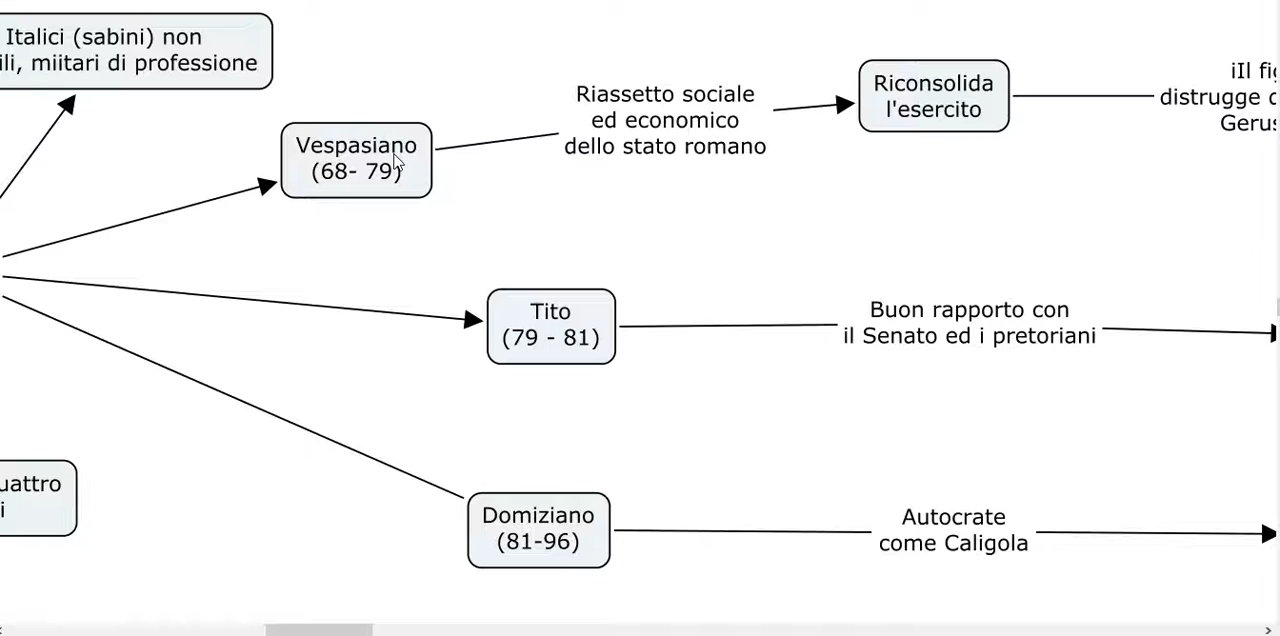 Italici (sabini) non
ili, miitari di professione
Vespasiano
(68- 79)
Riassetto sociale
ed economico
dello stato romano
Riconsolida
l'esercito
iIl fi
distrugge
Gerus
Tito
(79 - 81)
Buon rapporto con
il Senato ed i pretoriani
uattro
i
Domiziano
(81-96)
Autocrate
come Caligola